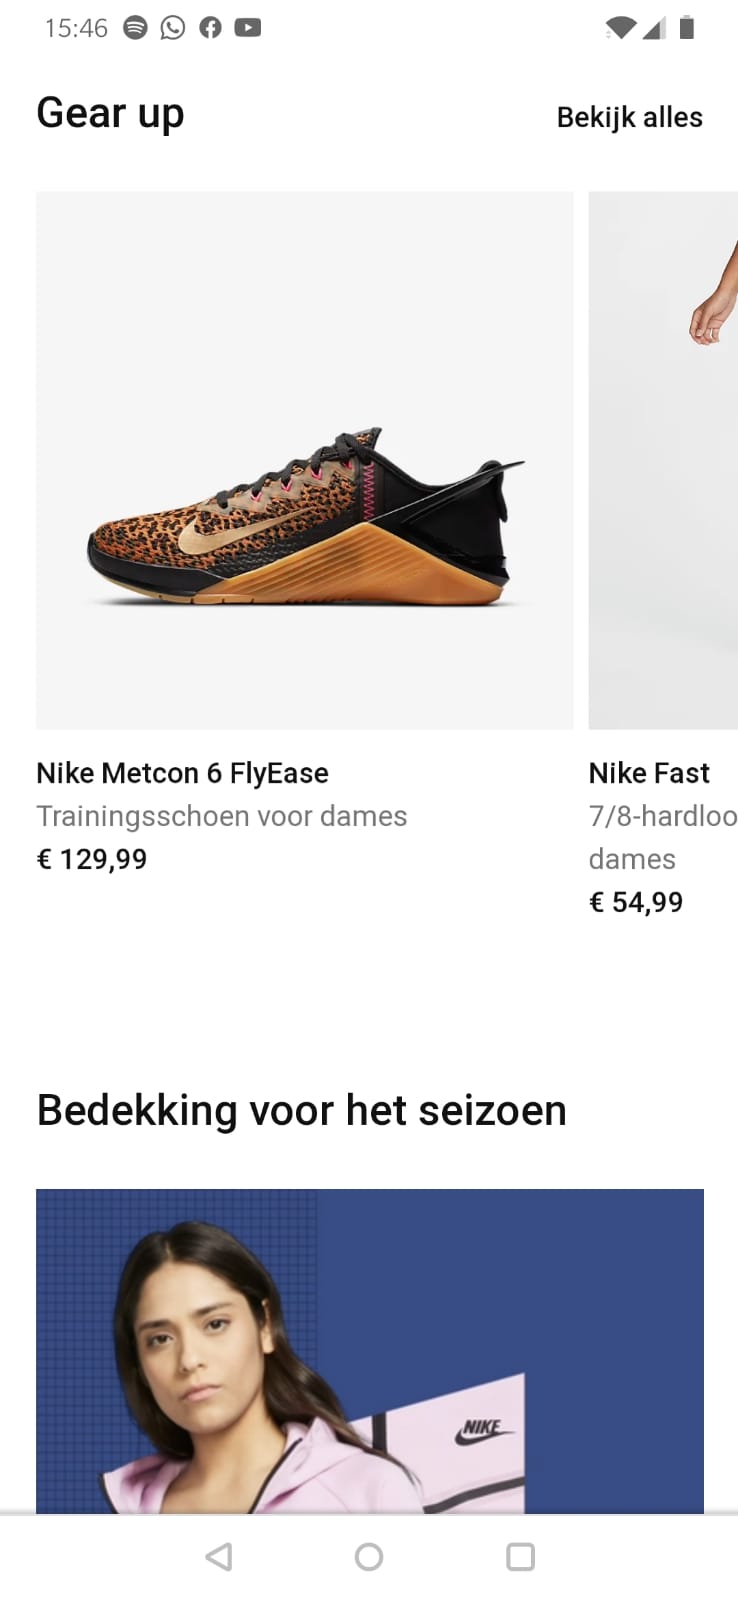 15:46
Gear up
Bekijk alles
Nike Metcon 6 FlyEase
Trainingsschoen voor dames
€ 129,99
Nike Fast
7/8-hardloo
dames
€ 54,99
Bedekking voor het seizoen
NIKE